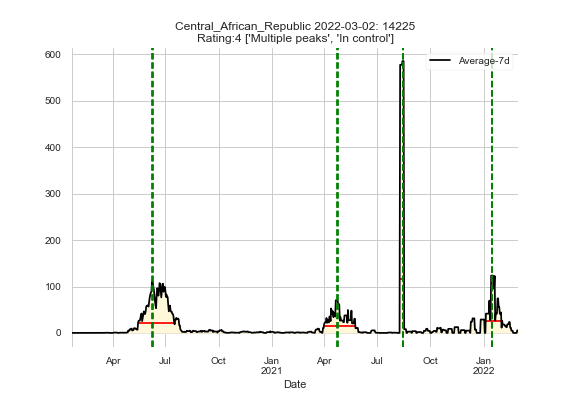 Central_African_Republic 2022-03-02: 14225
Rating:4 ['Multiple peaks', 'In control']
Average-7d
600
500
400
300
200
100
0
Apr Jul Oct Jan Apr Jul Oct Jan
2021 2022
Date